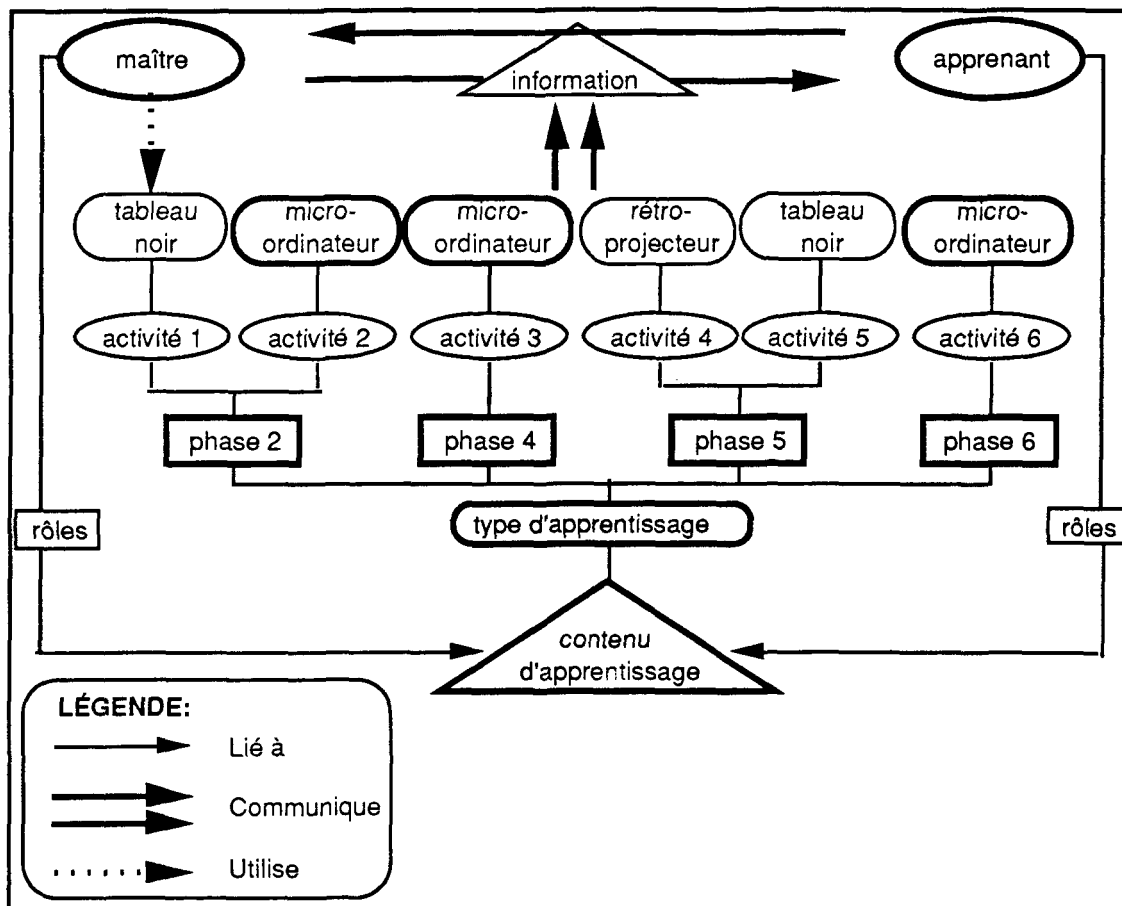 maître
information
apprenant
tableau
noir
micro-
ordinateur
micro-
ordinateur
rétro-
projecteur
tableau
noir
micro-
ordinateur
activité 1
activité 2
activité 3
activité 4
activité 5
activité 6
phase 2
phase 4
phase 5
phase 6
rôles
type d'apprentissage
rôles
contenu
d'apprentissage
LÉGENDE:
Lié à
Communique
Utilise